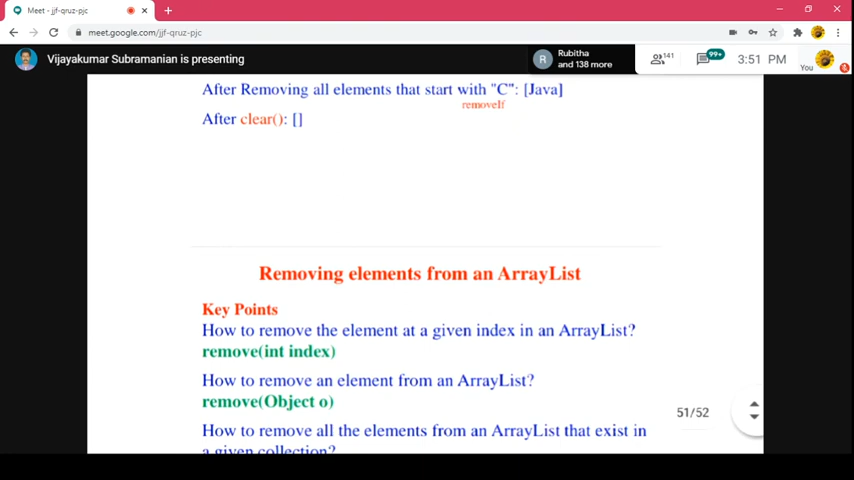 Meet - jjf-qruz-pjc
meet.google.com/jjf-qruz-pjc
Vijayakumar Subramanian is presenting
R
Rubitha
and 138 more
141
99+
3:51 PM
You
After Removing all elements that start with "C": [Java]
removeIf
After clear(): []
Removing elements from an ArrayList
Key Points
How to remove the element at a given index in an ArrayList?
remove(int index)
How to remove an element from an ArrayList?
remove(Object o)
51/52
How to remove all the elements from an ArrayList that exist in
a given collection?